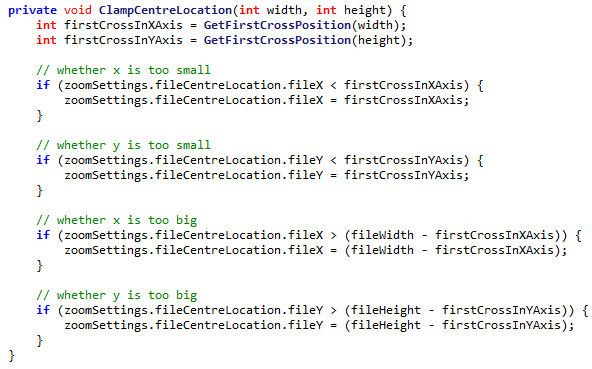 private void ClampCentreLocation(int width, int height) {
    int firstCrossInXAxis = GetFirstCrossPosition(width);
    int firstCrossInYAxis = GetFirstCrossPosition(height);

    // whether x is too small
    if (zoomSettings.fileCentreLocation.fileX < firstCrossInXAxis) {
        zoomSettings.fileCentreLocation.fileX = firstCrossInXAxis;
    }

    // whether y is too small
    if (zoomSettings.fileCentreLocation.fileY < firstCrossInYAxis) {
        zoomSettings.fileCentreLocation.fileY = firstCrossInYAxis;
    }

    // whether x is too big
    if (zoomSettings.fileCentreLocation.fileX > (fileWidth - firstCrossInXAxis)) {
        zoomSettings.fileCentreLocation.fileX = (fileWidth - firstCrossInXAxis);
    }

    // whether y is too big
    if (zoomSettings.fileCentreLocation.fileY > (fileHeight - firstCrossInYAxis)) {
        zoomSettings.fileCentreLocation.fileY = (fileHeight - firstCrossInYAxis);
    }
}